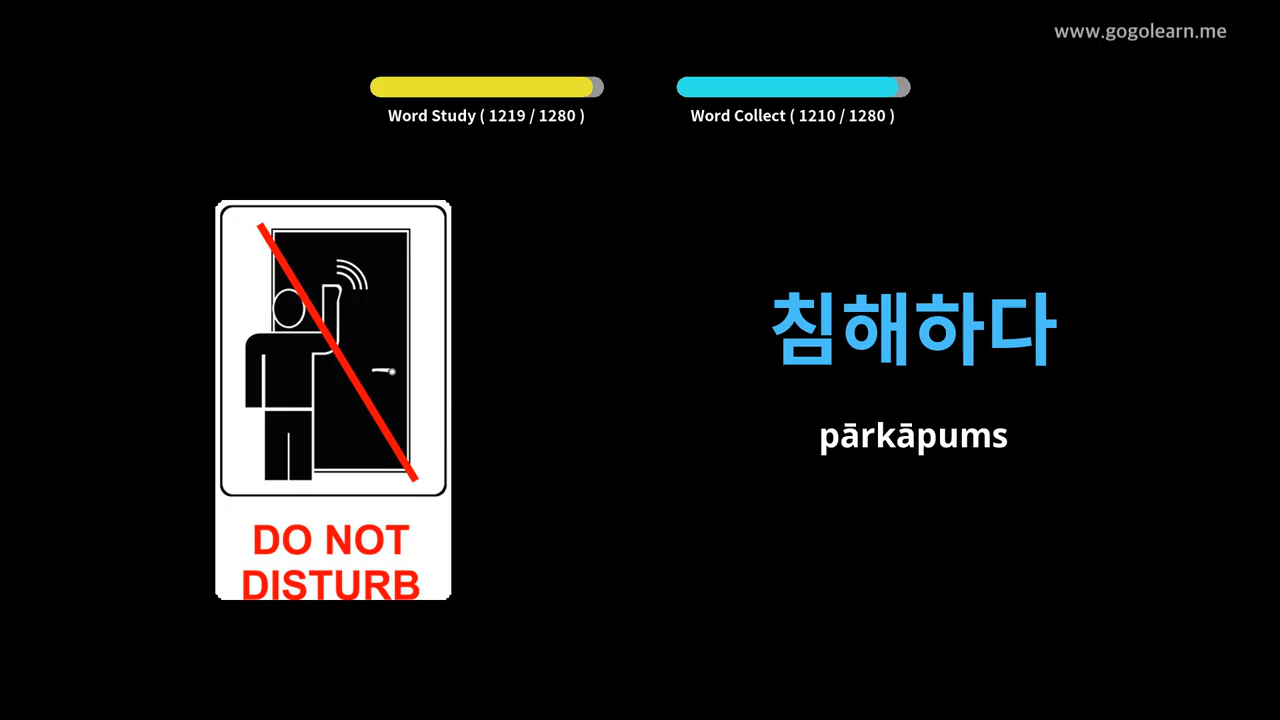 www.gogolearn.me
Word Study ( 1219 / 1280 )
Word Collect ( 1210 / 1280 )
침해하다
pārkāpums
DO NOT
DISTURB